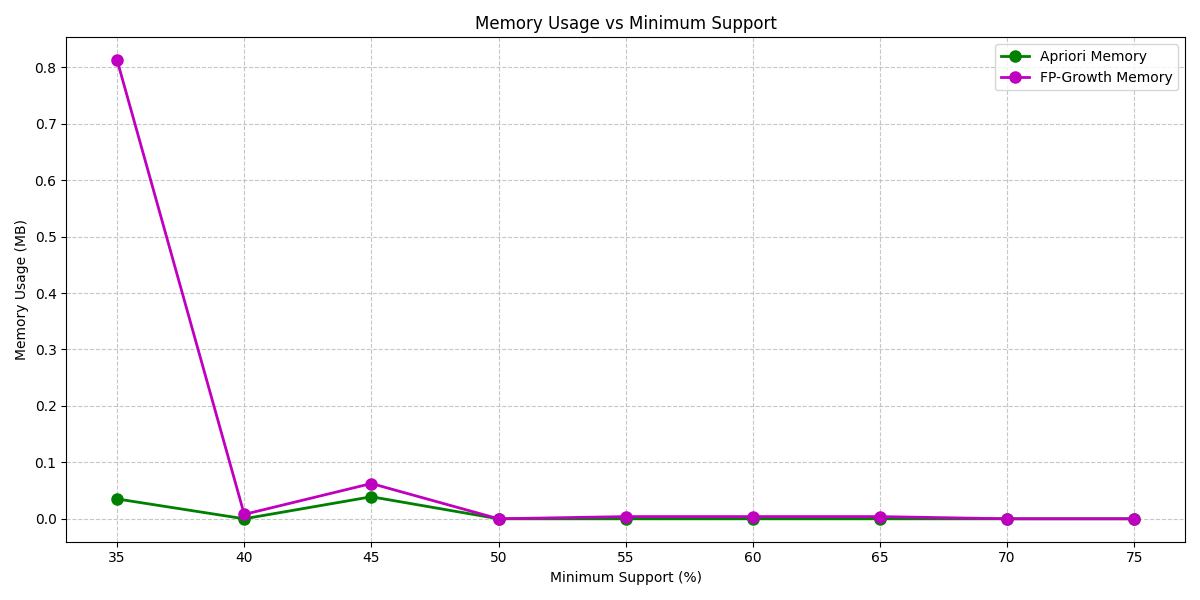 Memory Usage vs Minimum Support
Apriori Memory
FP-Growth Memory
Memory Usage (MB)
0.8
0.7
0.6
0.5
0.4
0.3
0.2
0.1
0.0
35 40 45 50 55 60 65 70 75
Minimum Support (%)